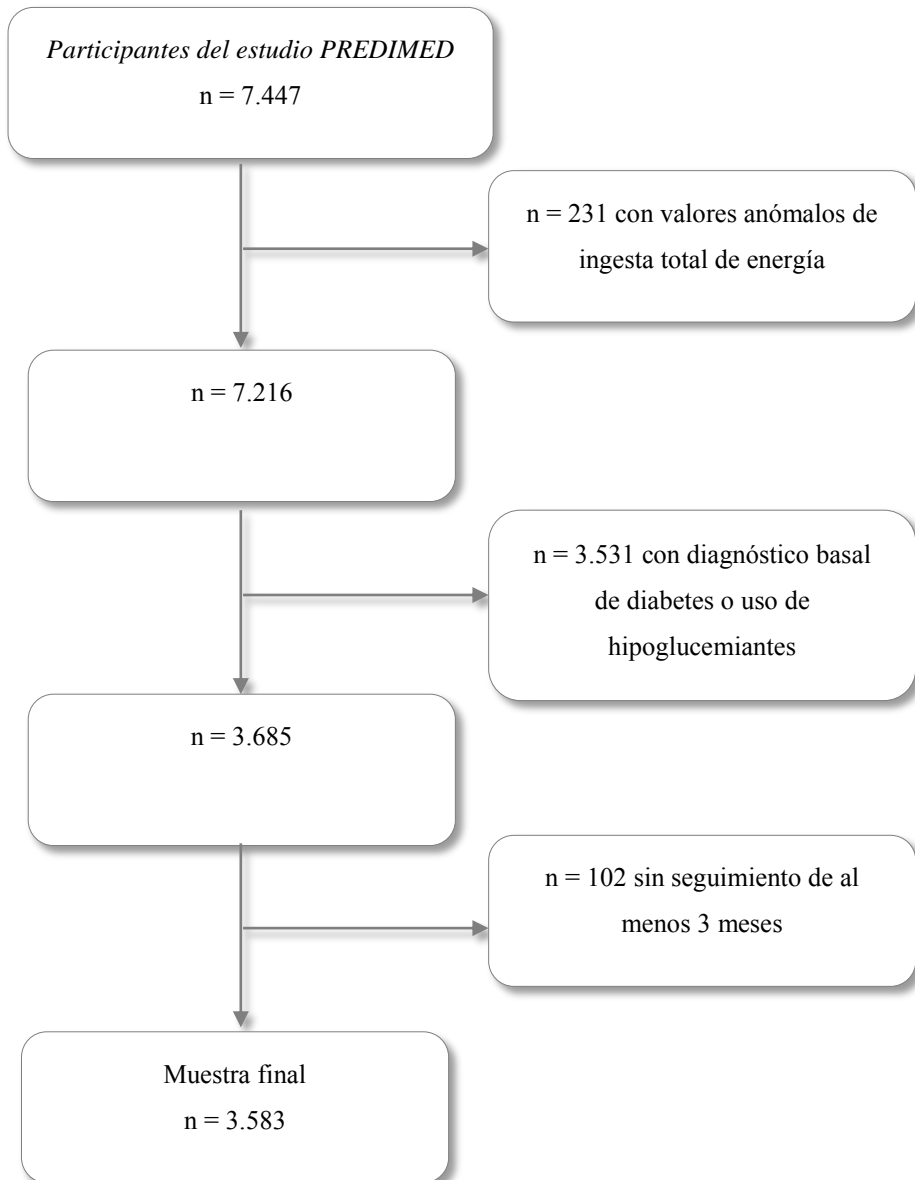 Participantes del estudio PREDIMED
n = 7.447
n = 231 con valores anómalos de
ingesta total de energía
n = 7.216
n = 3.531 con diagnóstico basal
de diabetes o uso de
hipoglucemiantes
n = 3.685
n = 102 sin seguimiento de al
menos 3 meses
Muestra final
n = 3.583